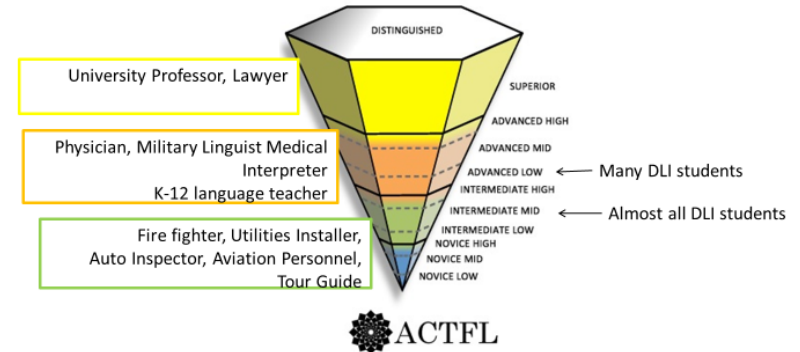 DISTINGUISHED
University Professor, Lawyer
SUPERIOR
ADVANCED HIGH
Physician, Military Linguist Medical
Interpreter
K-12 language teacher
ADVANCED MID
ADVANCED LOW
Many DLI students
INTERMEDIATE HIGH
INTERMEDIATE MID
Almost all DLI students
Fire fighter, Utilities Installer,
Auto Inspector, Aviation Personnel,
Tour Guide
INTERMEDIATE LOW
NOVICE HIGH
NOVICE MID
NOVICE LOW
ACTFL